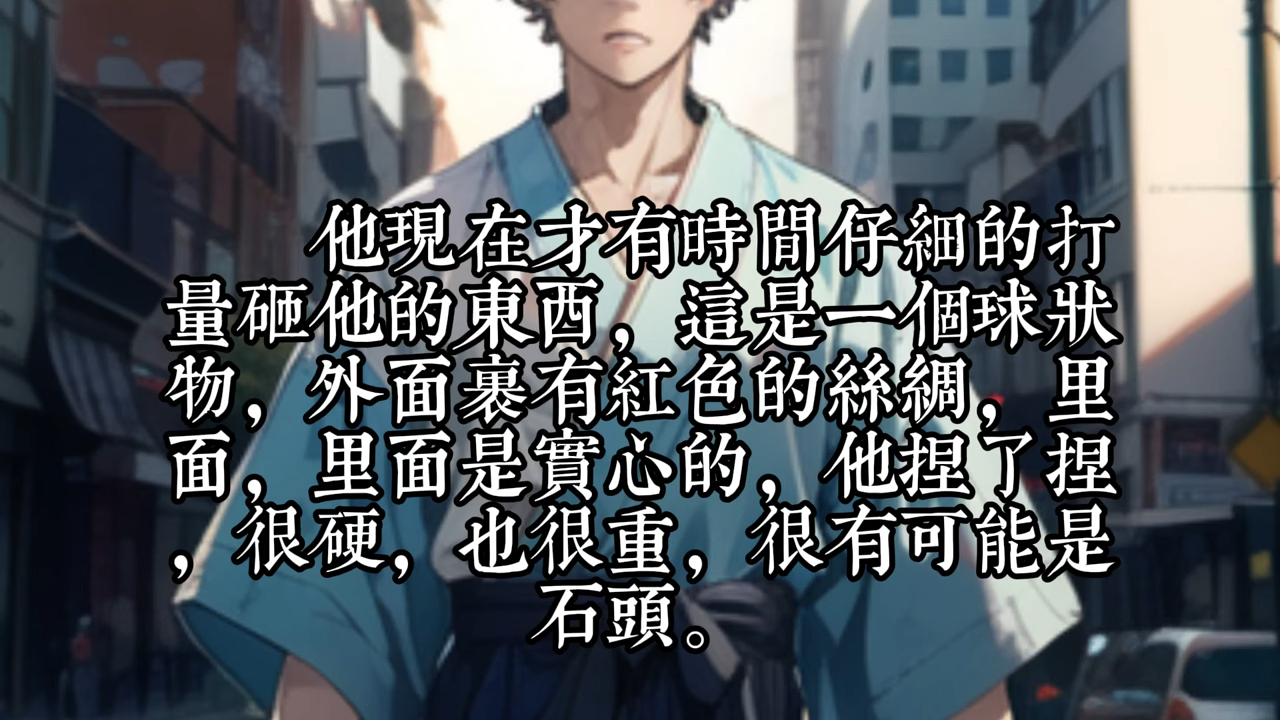 他現在才有時間仔細的打
量砸他的東西，這是一個球狀
物，外面裹有紅色的絲綢，里
面，里面是實心的，他捏了捏
，很硬，也很重，很有可能是
石頭。